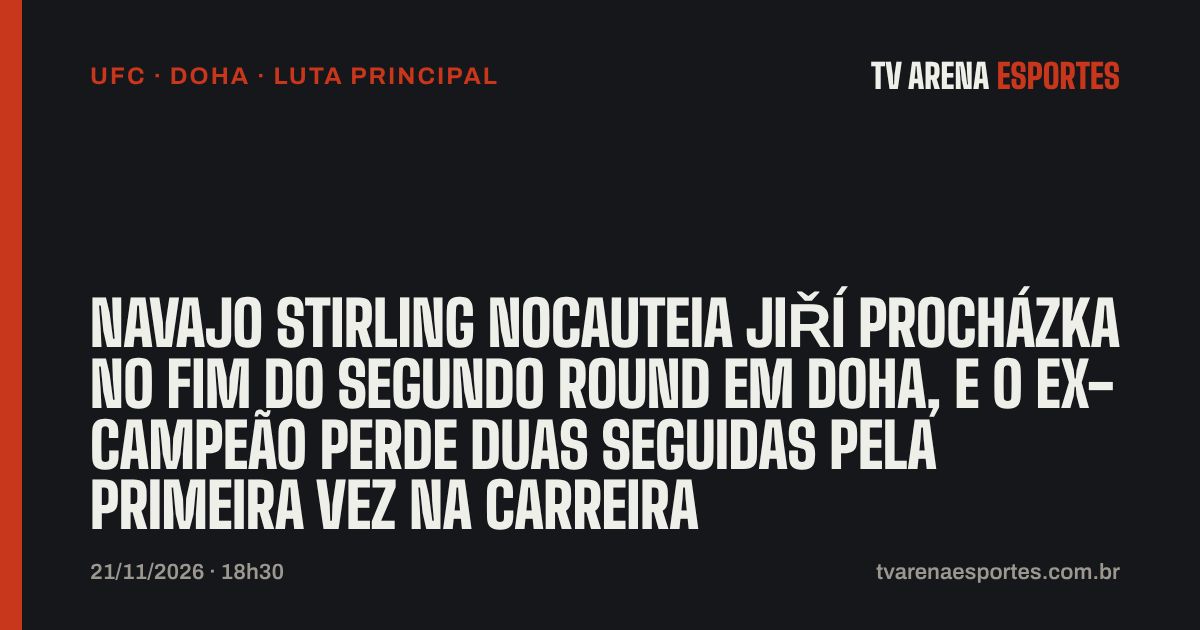 UFC · DOHA · LUTA PRINCIPAL
TV ARENA ESPORTES
NAVAJO STIRLING NOCAUTEIA JIŘÍ PROCHÁZKA
NO FIM DO SEGUNDO ROUND EM DOHA, E O EX-
CAMPEÃO PERDE DUAS SEGUIDAS PELA
PRIMEIRA VEZ NA CARREIRA
21/11/2026 · 18h30
tvarenaesportes.com.br